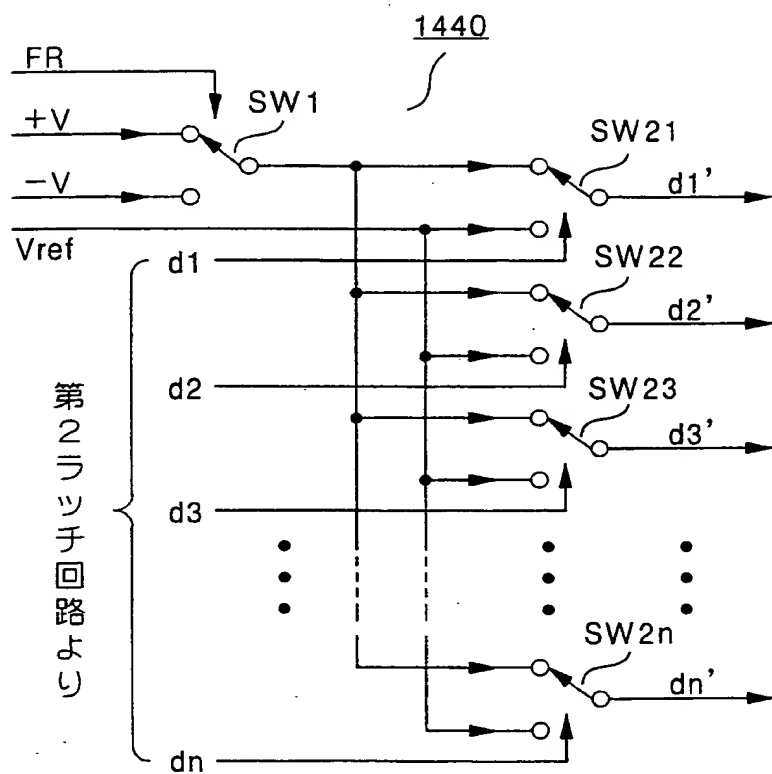 1440
FR
SW1
+V
-V
Vref
SW21
d1'
d1
SW22
d2'
d2
SW23
d3'
d3
SW2n
dn'
dn
第2ラッチ回路より